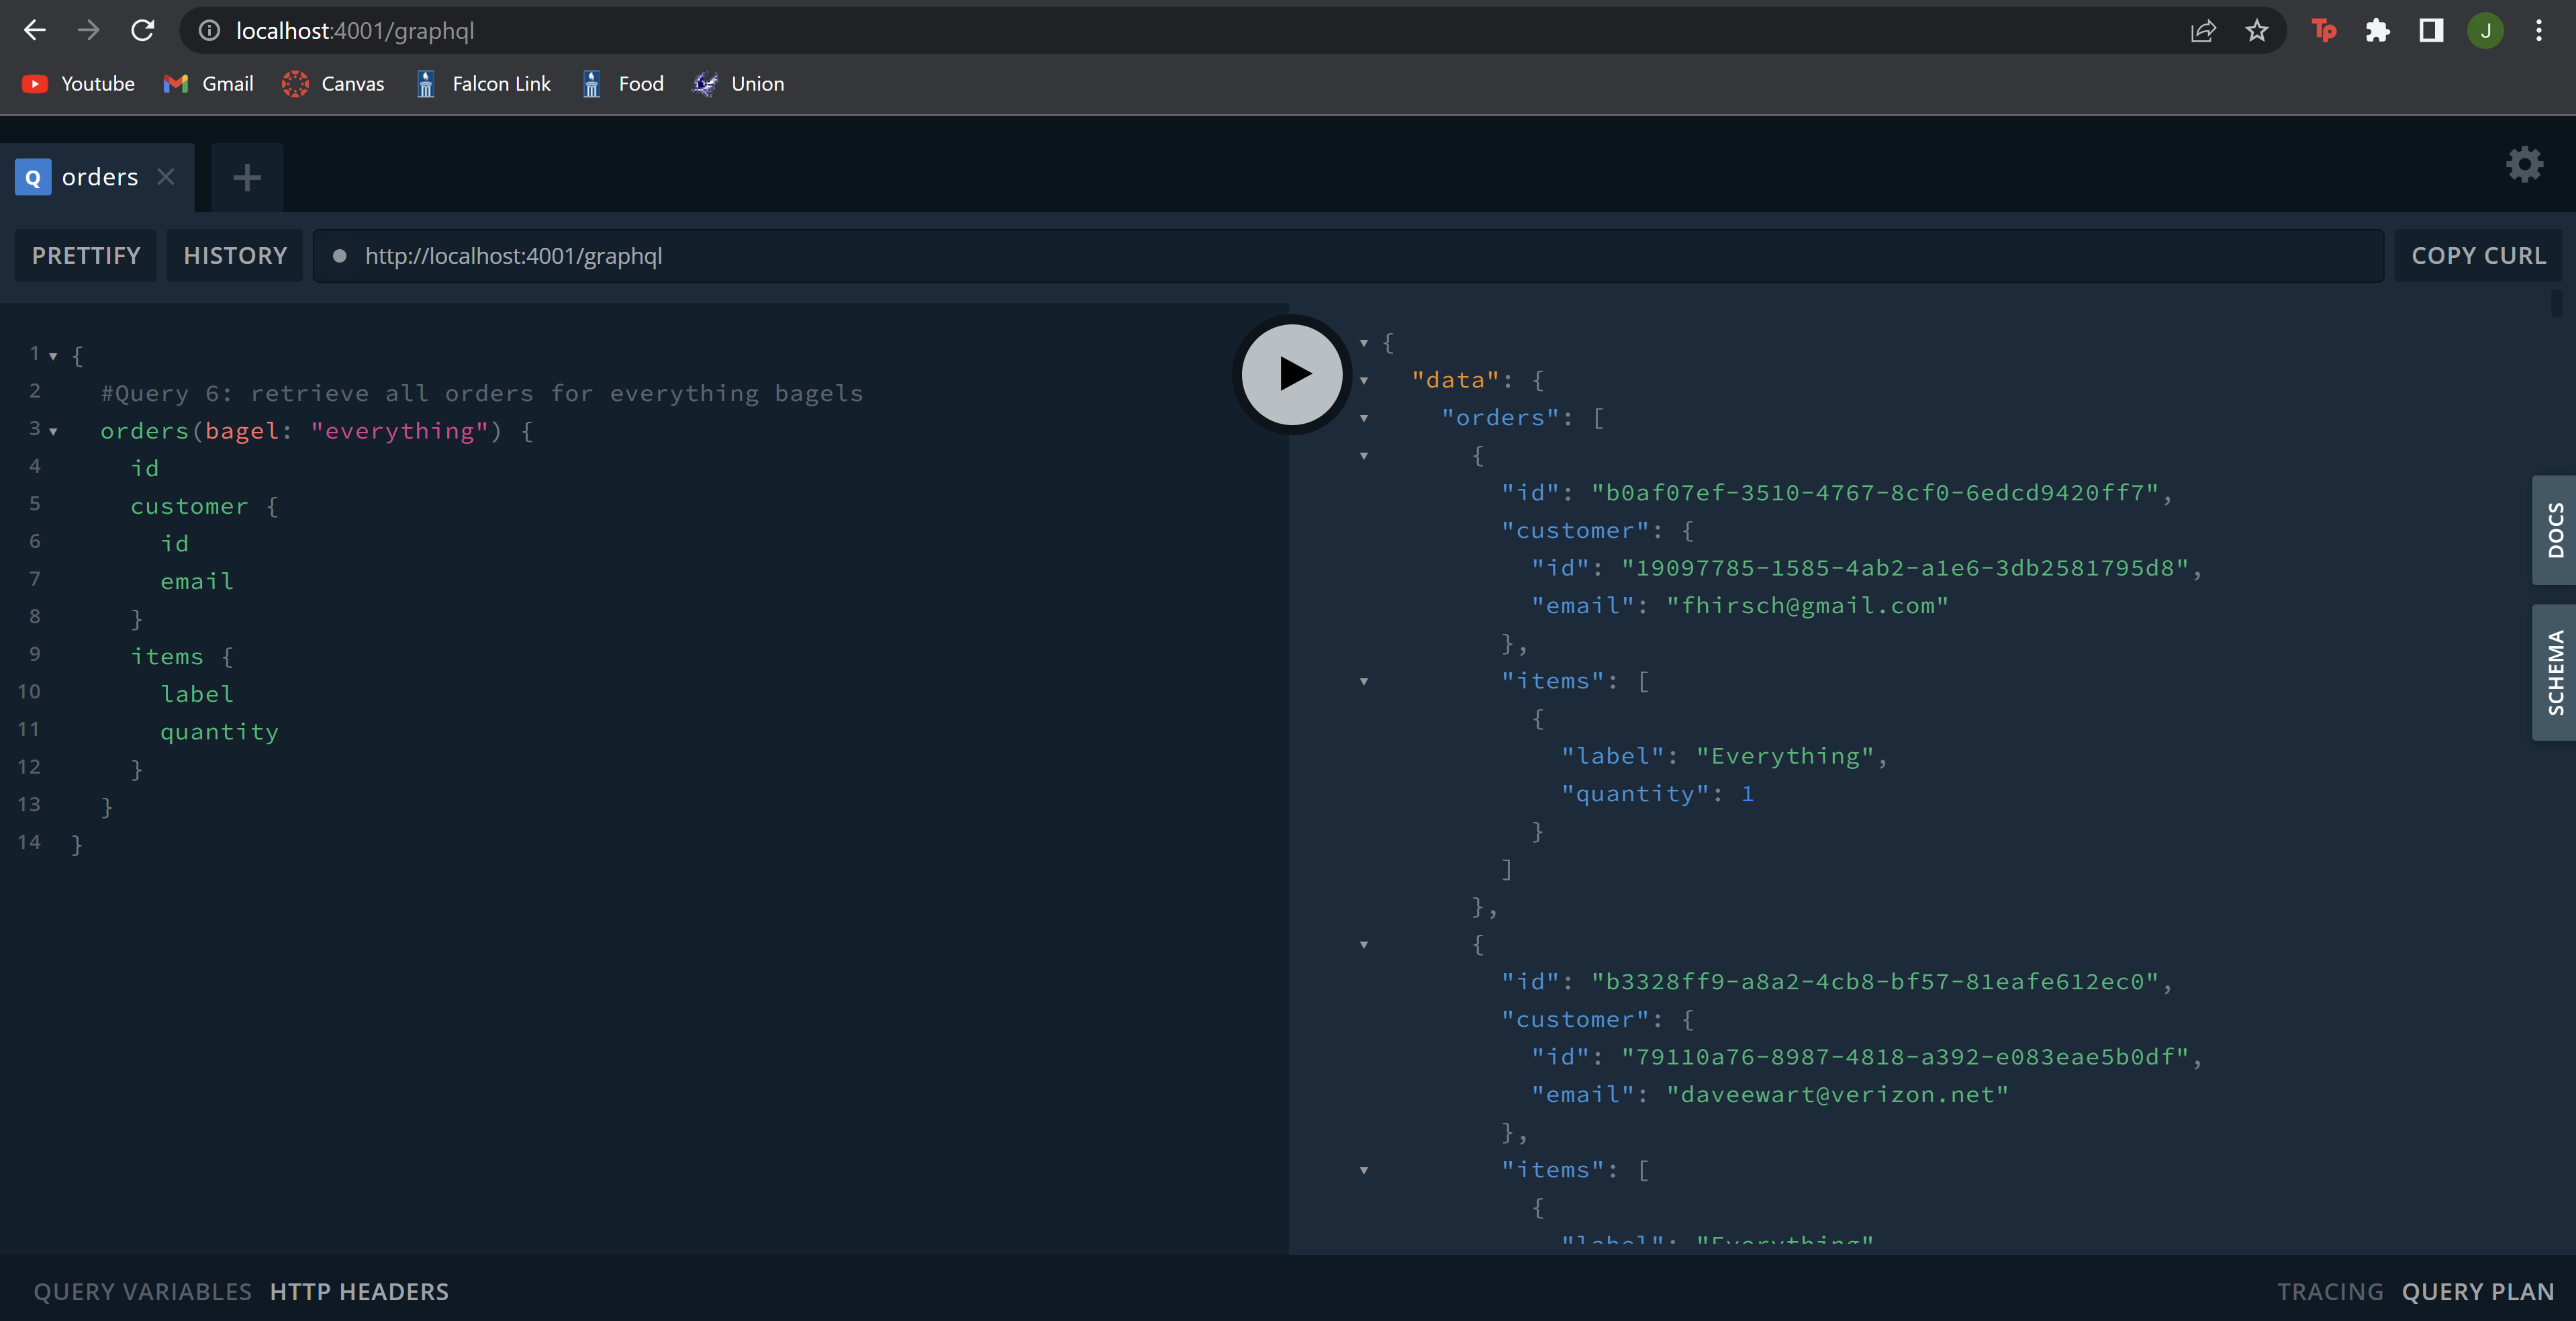 localhost:4001/graphql
Tp
J
Youtube Gmail Canvas Falcon Link Food Union
Q orders
PRETTIFY HISTORY http://localhost:4001/graphql COPY CURL
1 {
2 #Query 6: retrieve all orders for everything bagels
3 orders(bagel: "everything") {
4 id
5 customer {
6 id
7 email
8 }
9 items {
10 label
11 quantity
12 }
13 }
14 }
{
"data": {
"orders": [
{
"id": "b0af07ef-3510-4767-8cf0-6edcd9420ff7",
"customer": {
"id": "19097785-1585-4ab2-a1e6-3db2581795d8",
"email": "fhirsch@gmail.com"
},
"items": [
{
"label": "Everything",
"quantity": 1
}
]
},
{
"id": "b3328ff9-a8a2-4cb8-bf57-81eafe612ec0",
"customer": {
"id": "79110a76-8987-4818-a392-e083eae5b0df",
"email": "daveewart@verizon.net"
},
"items": [
{
"label": "Everything"
DOCS
SCHEMA
QUERY VARIABLES HTTP HEADERS
TRACING QUERY PLAN